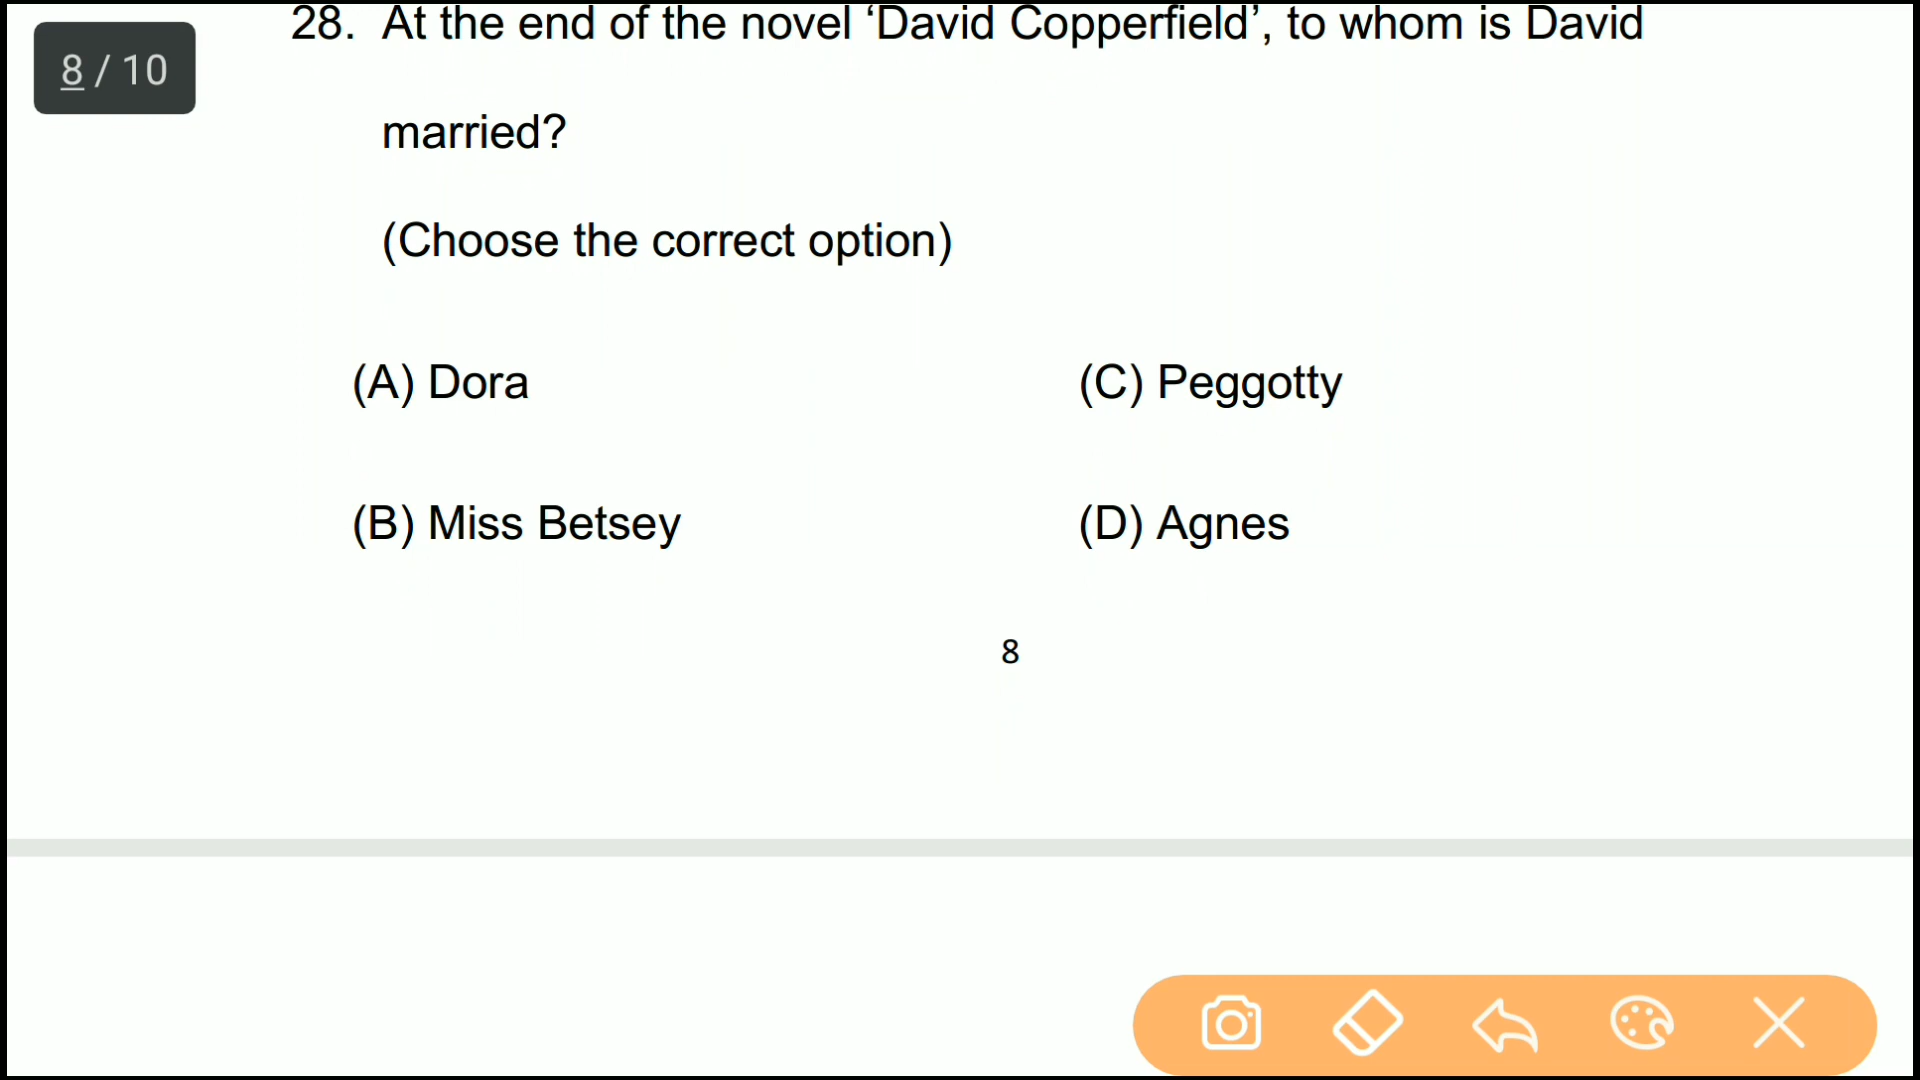 28. At the end of the novel ‘David Copperfield’, to whom is David
8 / 10
married?
(Choose the correct option)
(A) Dora
(C) Peggotty
(B) Miss Betsey
(D) Agnes
8